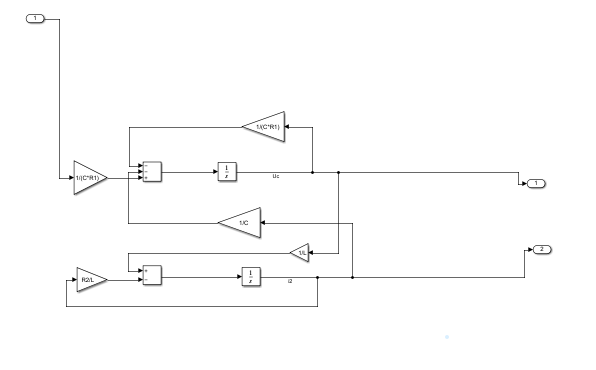 1
1/(C*R1)
1/(C*R1)
−
−
+
1
s
Uc
1
1/C
1/L
2
R2/L
+
−
1
s
i2